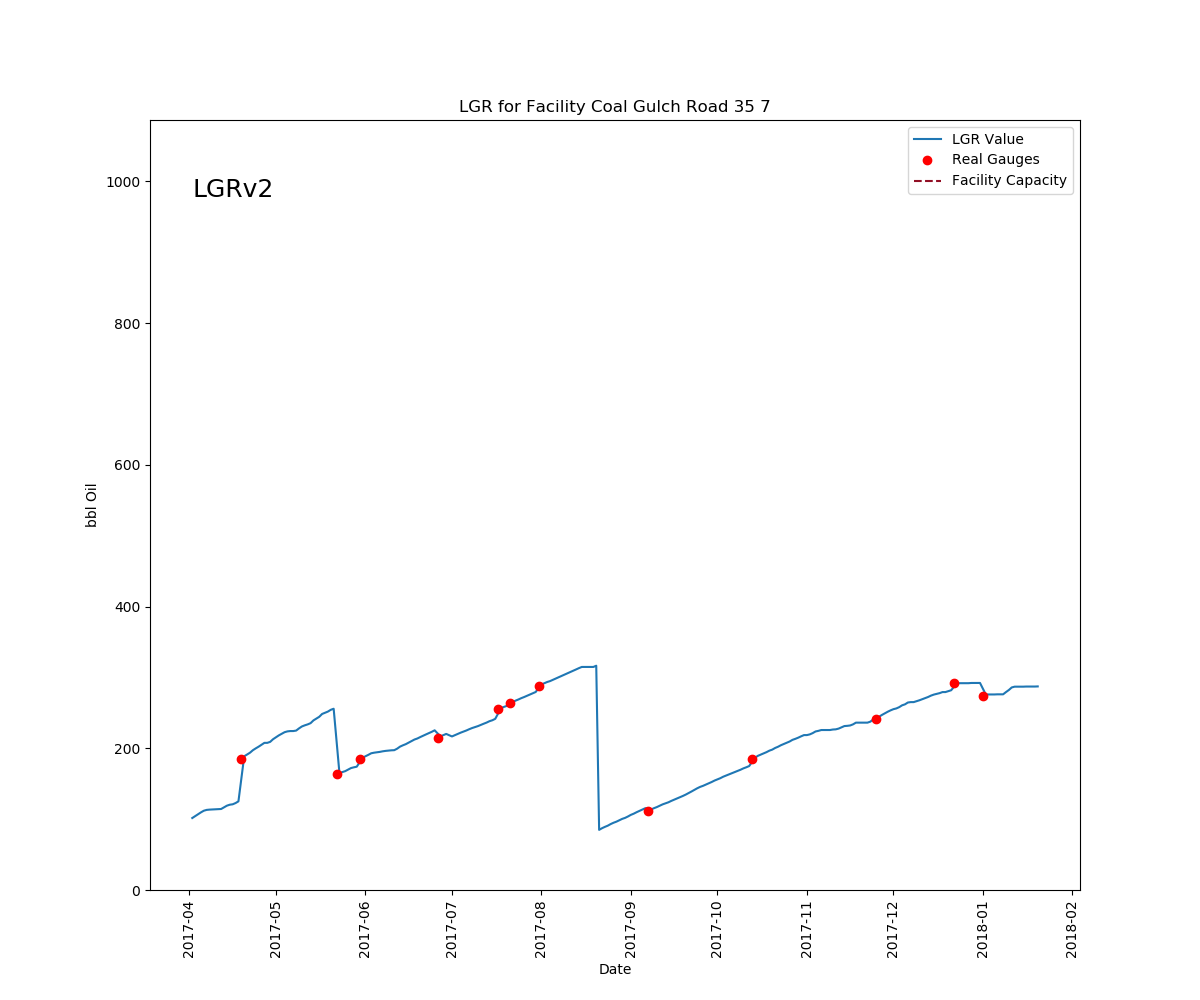 LGR for Facility Coal Gulch Road 35 7
LGR Value
Real Gauges
Facility Capacity
LGRv2
1000
800
600
400
200
0
bbl Oil
2017-04
2017-05
2017-06
2017-07
2017-08
2017-09
2017-10
2017-11
2017-12
2018-01
2018-02
Date